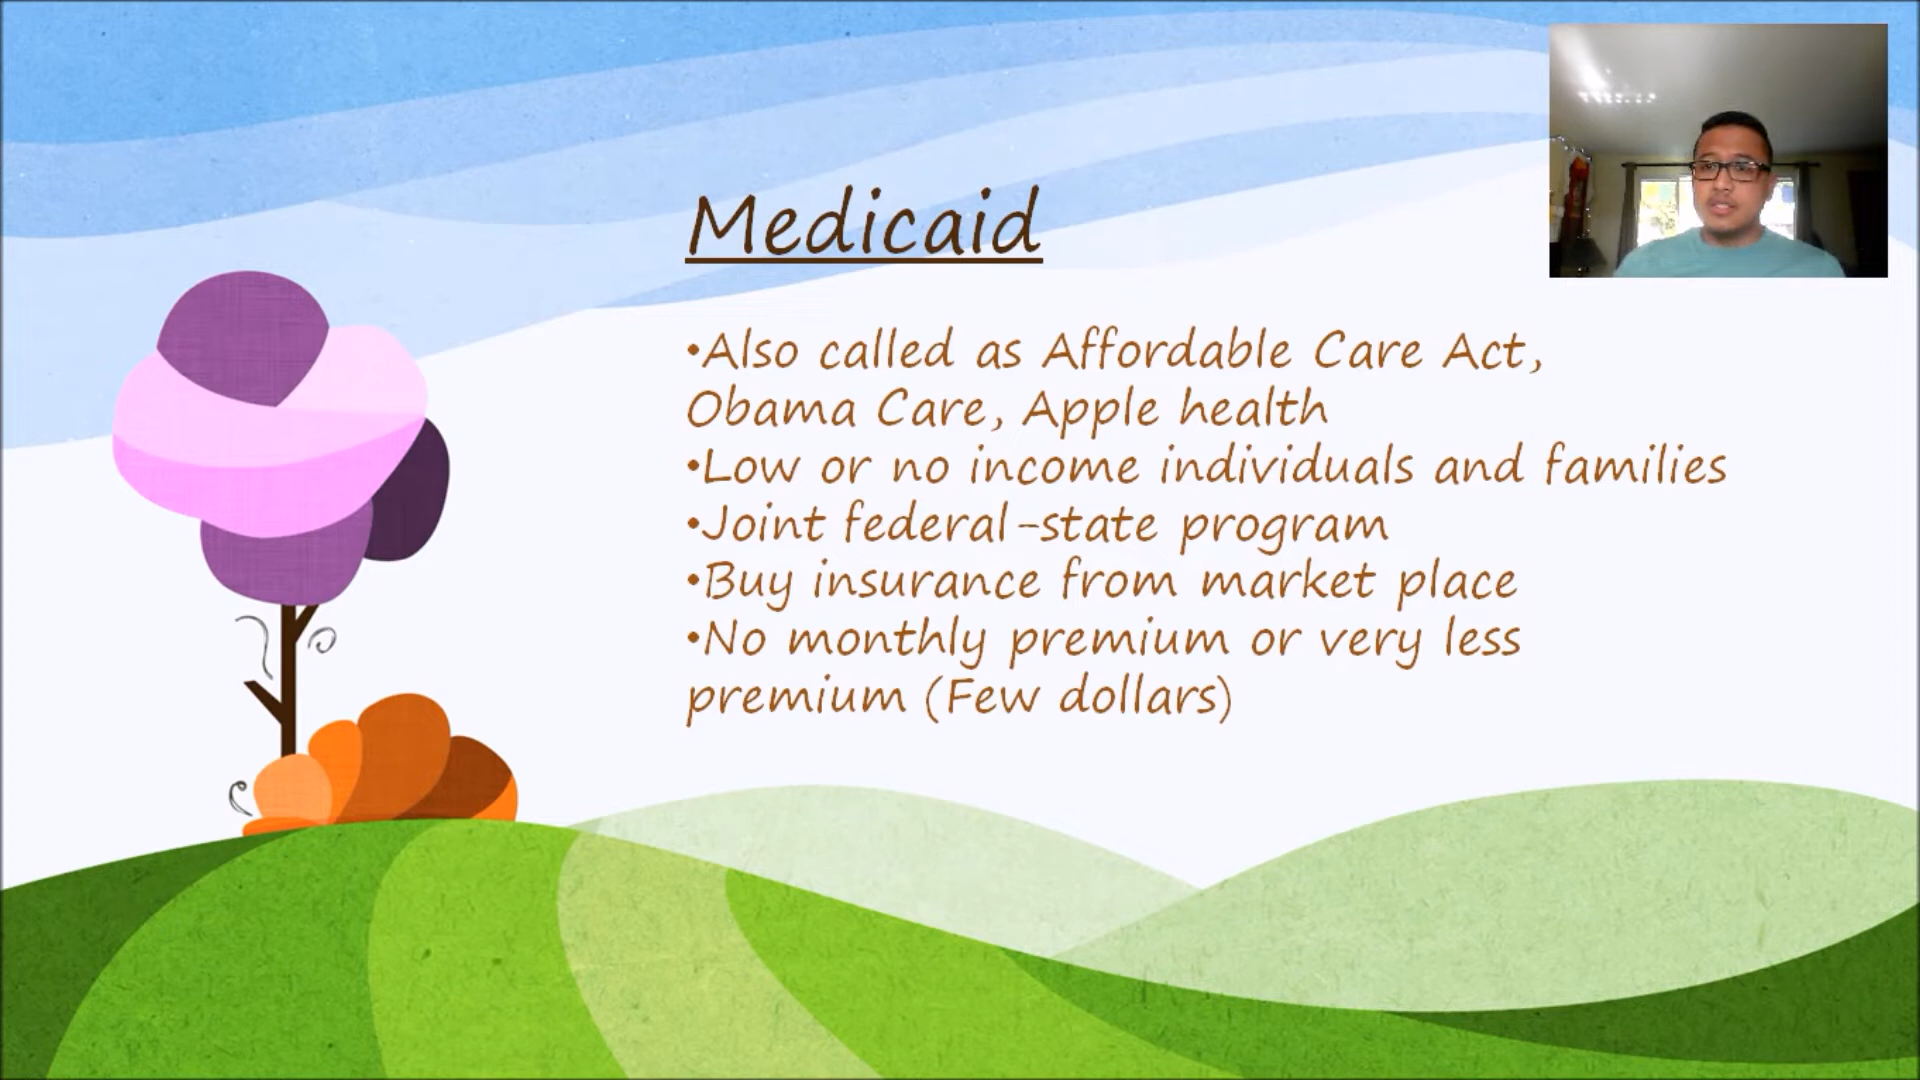 Medicaid
•Also called as Affordable Care Act,
Obama Care, Apple health
•Low or no income individuals and families
•Joint federal-state program
•Buy insurance from market place
•No monthly premium or very less
premium (Few dollars)